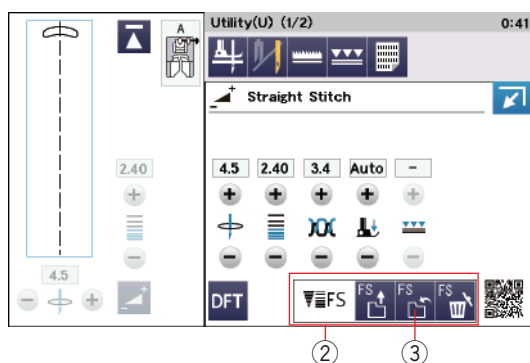 A
Utility(U) (1/2) 0:41
Straight Stitch
2.40
4.5 2.40 3.4 Auto -
4.5
DFT FS FS FS FS
② ③